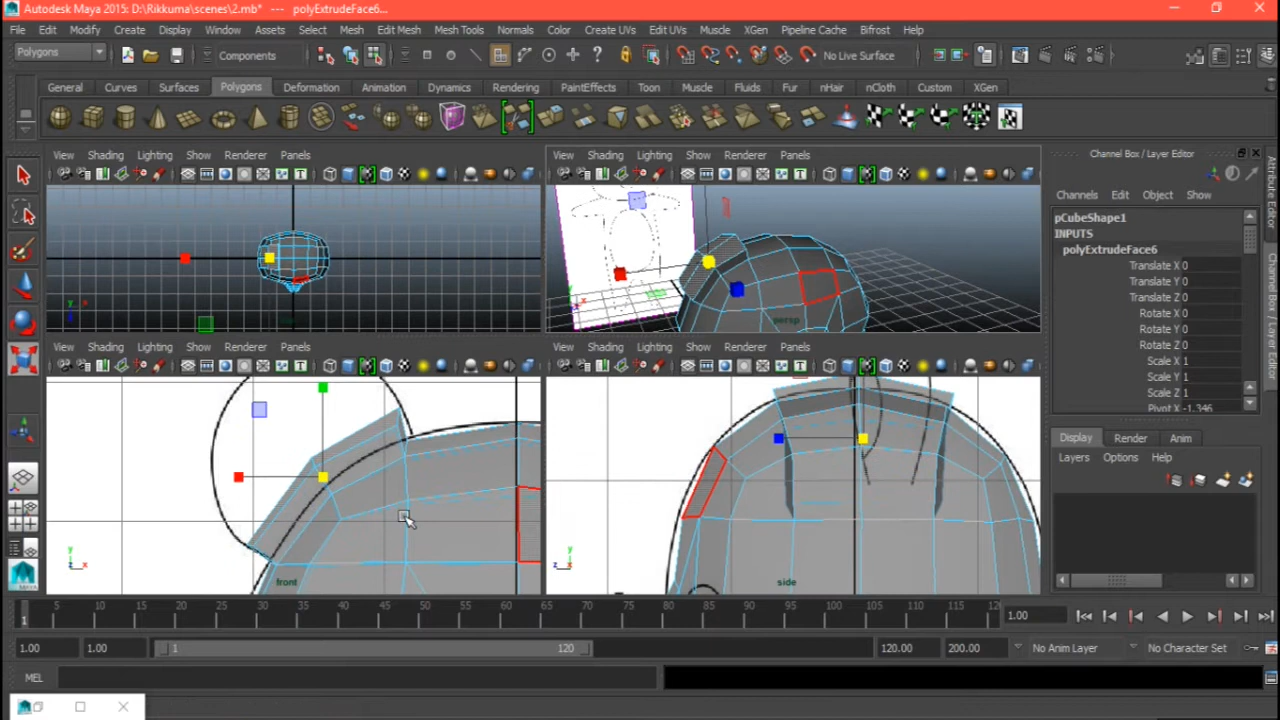 Autodesk Maya 2015: D:\Rikkuma\scenes\2.mb* --- polyExtrudeFace6...
File Edit Modify Create Display Window Assets Select Mesh Edit Mesh Mesh Tools Normals Color Create UVs Edit UVs Muscle XGen Pipeline Cache Bifrost Help
Polygons Components No Live Surface
General Curves Surfaces Polygons Deformation Animation Dynamics Rendering PaintEffects Toon Muscle Fluids Fur nHair nCloth Custom XGen
View Shading Lighting Show Renderer Panels
View Shading Lighting Show Renderer Panels
Channel Box / Layer Editor
Channels Edit Object Show
pCubeShape1
INPUTS
polyExtrudeFace6
Translate X 0
Translate Y 0
Translate Z 0
Rotate X 0
Rotate Y 0
Rotate Z 0
Scale X 1
Scale Y 1
Scale Z 1
Pivot X -1.346
Attribute Editor
Channel Box / Layer Editor
persp
View Shading Lighting Show Renderer Panels
View Shading Lighting Show Renderer Panels
Display Render Anim
Layers Options Help
y
z x
front
y
z
side
1 5 10 15 20 25 30 35 40 45 50 55 60 65 70 75 80 85 90 95 100 105 110 115 12
1.00
1.00 1.00 1 120 120.00 200.00 No Anim Layer No Character Set
MEL